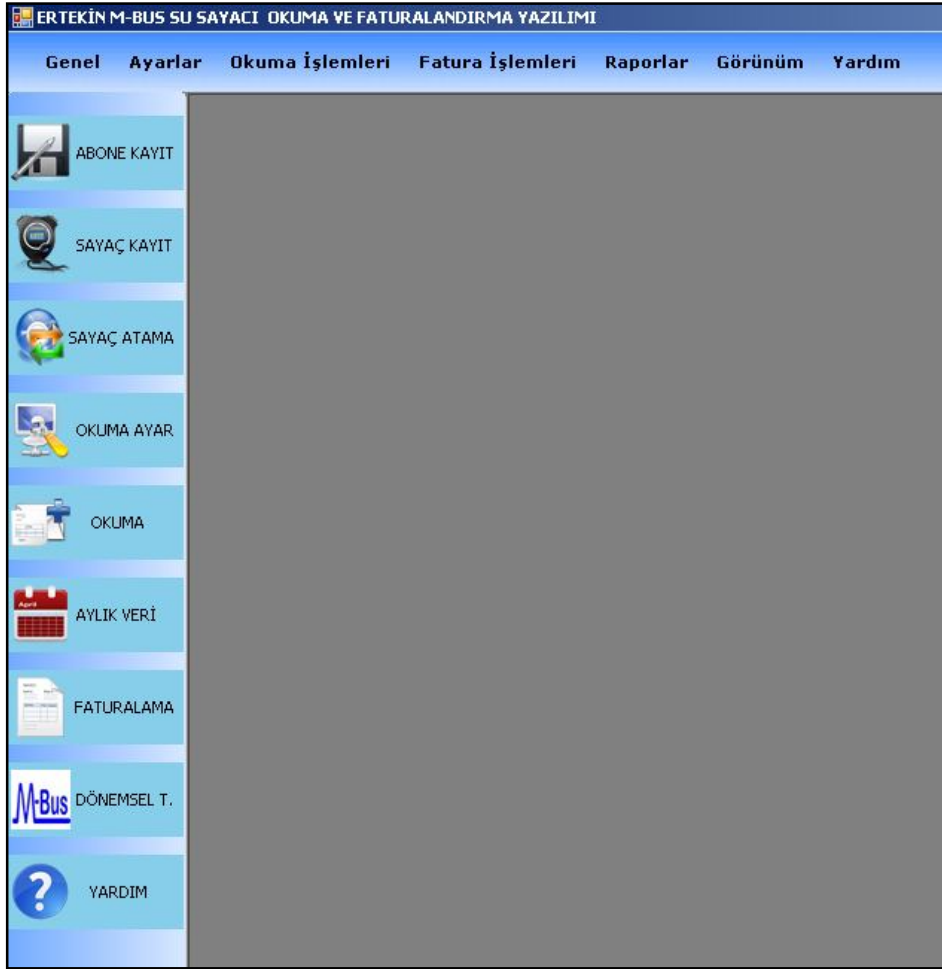 ERTEKİN M-BUS SU SAYACI OKUMA VE FATURALANDIRMA YAZILIMI
Genel Ayarlar Okuma İşlemleri Fatura İşlemleri Raporlar Görünüm Yardım
ABONE KAYIT
SAYAÇ KAYIT
SAYAÇ ATAMA
OKUMA AYAR
OKUMA
April
AYLIK VERİ
FATURALAMA
M-Bus
DÖNEMSEL T.
?
YARDIM